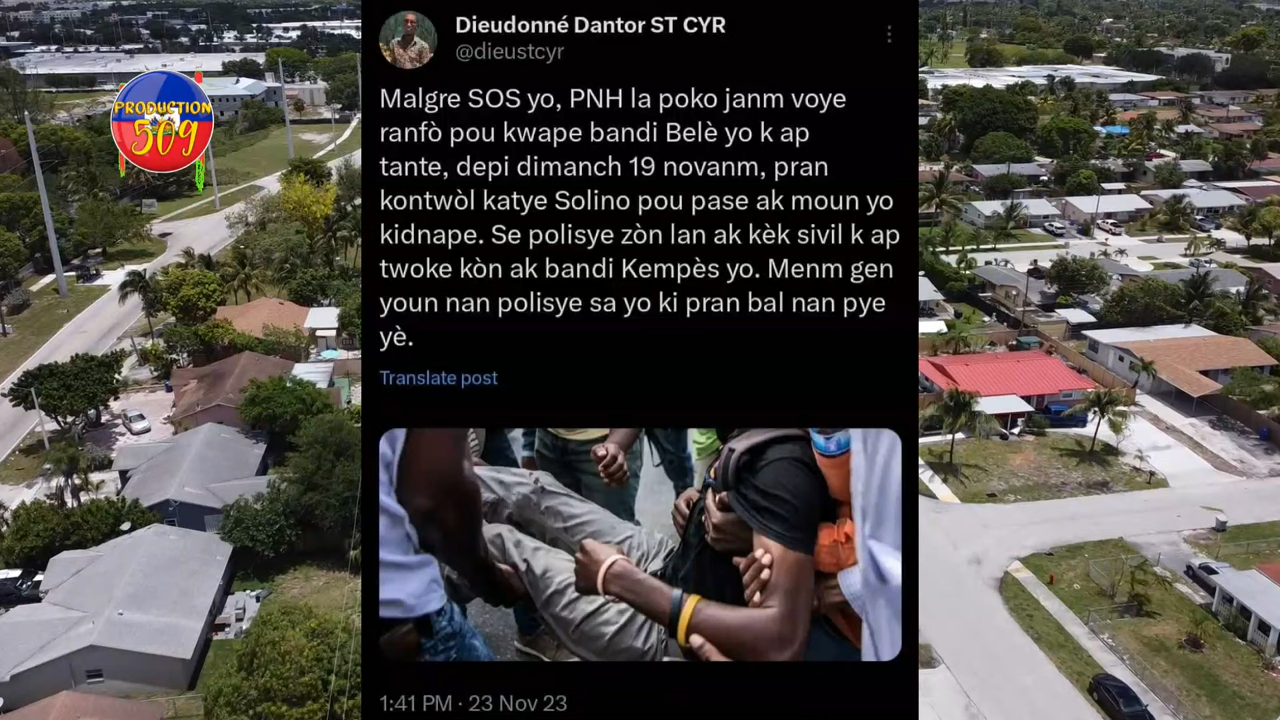 PRODUCTION
509
Dieudonné Dantor ST CYR
@dieustcyr
Malgre SOS yo, PNH la poko janm voye
ranfò pou kwape bandi Belè yo k ap
tante, depi dimanch 19 novanm, pran
kontwòl katye Solino pou pase ak moun yo
kidnape. Se polisye zòn lan ak kèk sivil k ap
twoke kòn ak bandi Kempès yo. Menm gen
youn nan polisye sa yo ki pran bal nan pye
yè.
Translate post
1:41 PM · 23 Nov 23